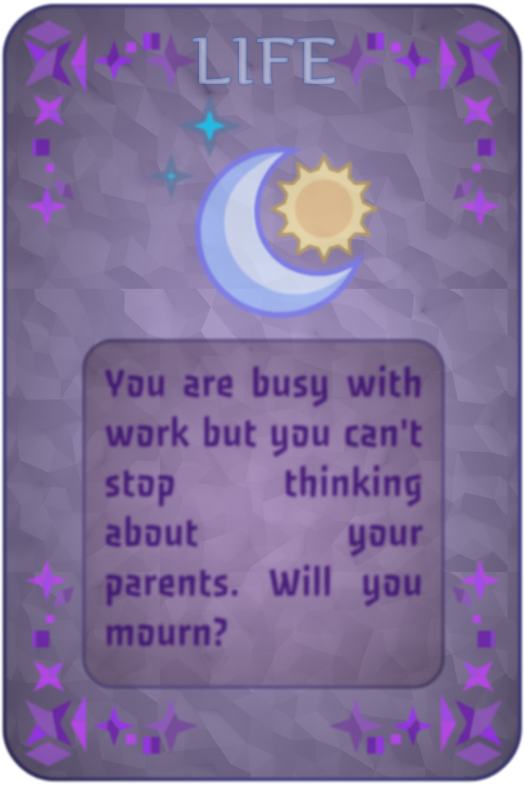 LIFE
You are busy with
work but you can't
stop thinking
about your
parents. Will you
mourn?